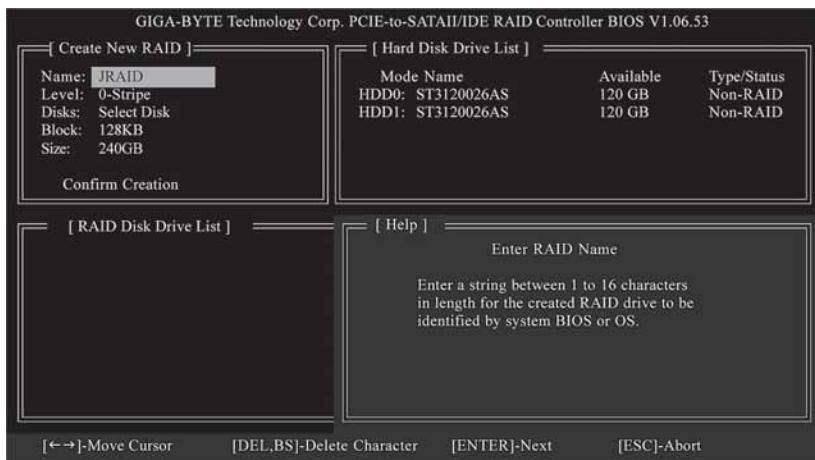 GIGA-BYTE Technology Corp. PCIE-to-SATAII/IDE RAID Controller BIOS V1.06.53
[ Create New RAID ]
Name: JRAID
Level: 0-Stripe
Disks: Select Disk
Block: 128KB
Size: 240GB
Confirm Creation
[ Hard Disk Drive List ]
Mode Name Available Type/Status
HDD0: ST3120026AS 120 GB Non-RAID
HDD1: ST3120026AS 120 GB Non-RAID
[ RAID Disk Drive List ]
[ Help ]
Enter RAID Name
Enter a string between 1 to 16 characters
in length for the created RAID drive to be
identified by system BIOS or OS.
[←→]-Move Cursor [DEL,BS]-Delete Character [ENTER]-Next [ESC]-Abort